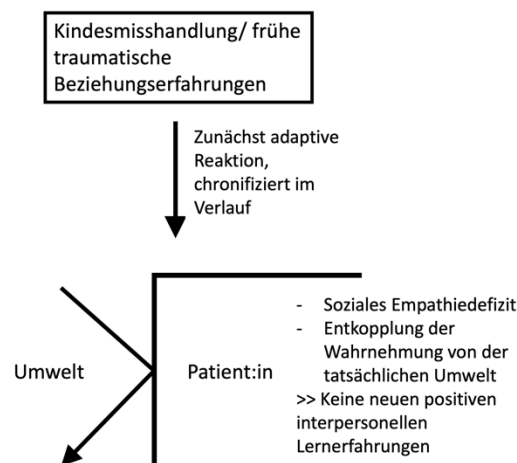 Kindesmisshandlung/ frühe
traumatische
Beziehungserfahrungen
Zunächst adaptive
Reaktion,
chronifiziert im
Verlauf
Umwelt
Patient:in
- Soziales Empathiedefizit
- Entkopplung der
Wahrnehmung von der
tatsächlichen Umwelt
>> Keine neuen positiven
interpersonellen
Lernerfahrungen